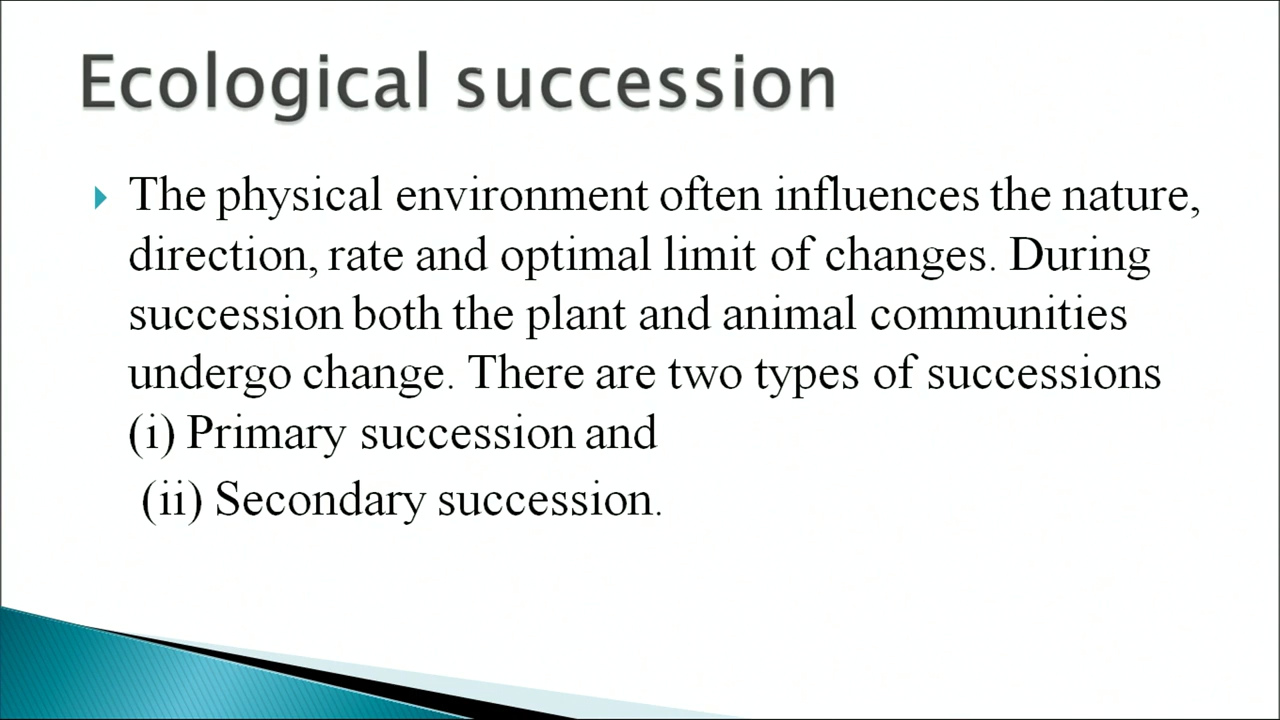 Ecological succession
The physical environment often influences the nature,
direction, rate and optimal limit of changes. During
succession both the plant and animal communities
undergo change. There are two types of successions
(i) Primary succession and
(ii) Secondary succession.